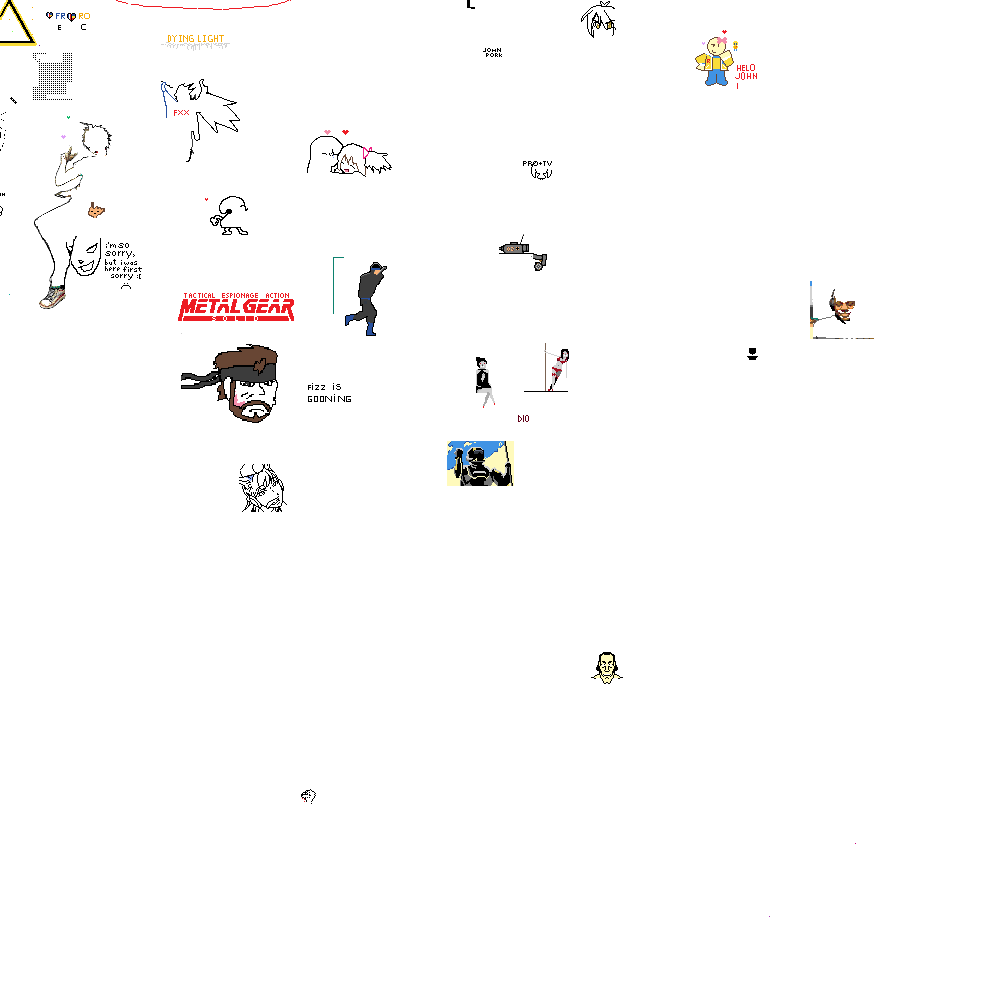 FR RO
E C
DYING LIGHT
JOHN
PORK
HELO
JOHN
FXX
PRO+TV
i'm so
sorry,
but i was
here first
sorry :(
TACTICAL ESPIONAGE ACTION
METAL GEAR
SOLID
FIZZ IS
GOONING
DIO